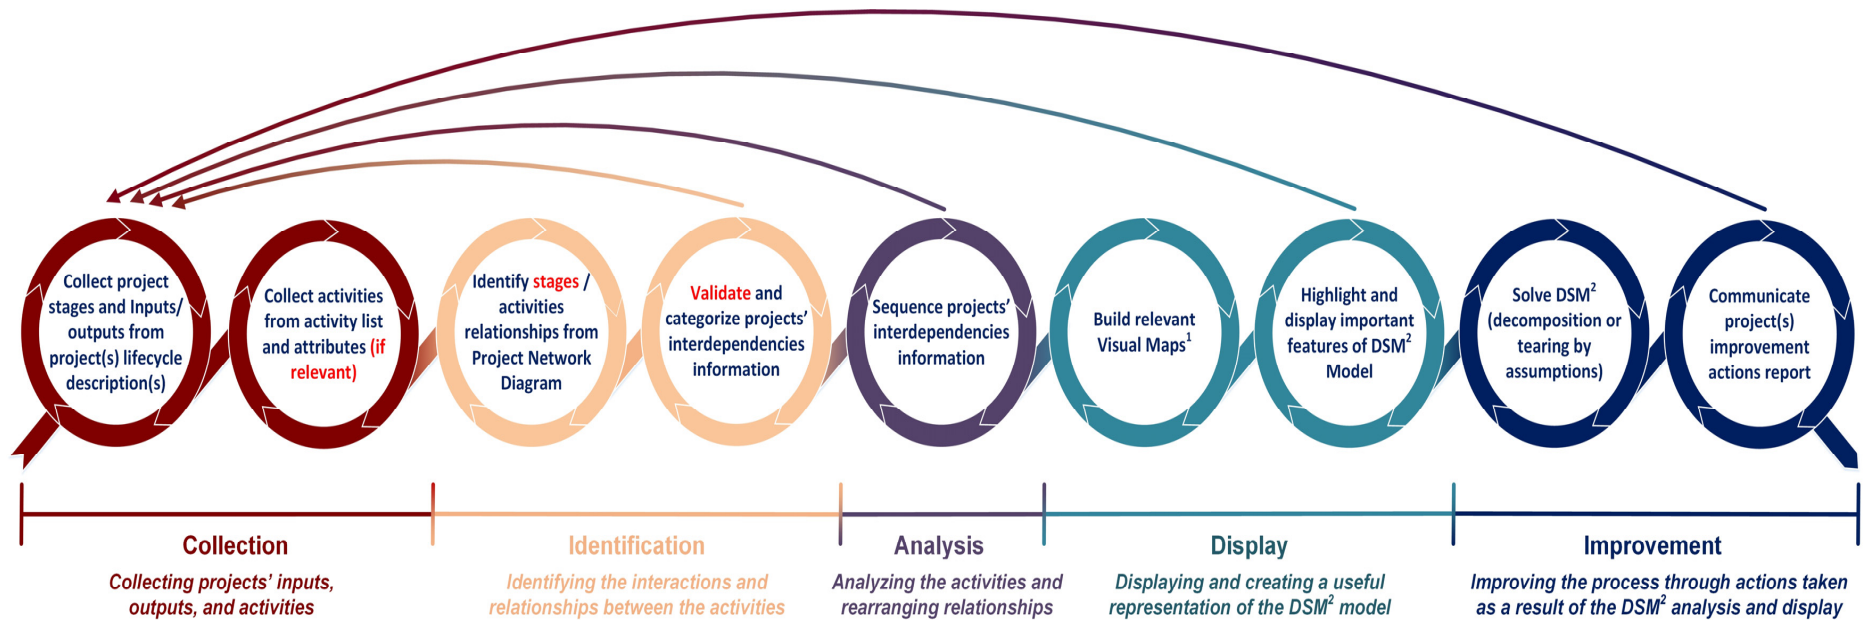 Collect project
stages and Inputs/
outputs from
project(s) lifecycle
description(s)
Collect activities
from activity list
and attributes (if
relevant)
Identify stages /
activities
relationships from
Project Network
Diagram
Validate and
categorize projects’
interdependencies
information
Sequence projects’
interdependencies
information
Build relevant
Visual Maps¹
Highlight and
display important
features of DSM²
Model
Solve DSM²
(decomposition or
tearing by
assumptions)
Communicate
project(s)
improvement
actions report
Collection
Collecting projects’ inputs,
outputs, and activities
Identification
Identifying the interactions and
relationships between the activities
Analysis
Analyzing the activities and
rearranging relationships
Display
Displaying and creating a useful
representation of the DSM² model
Improvement
Improving the process through actions taken
as a result of the DSM² analysis and display